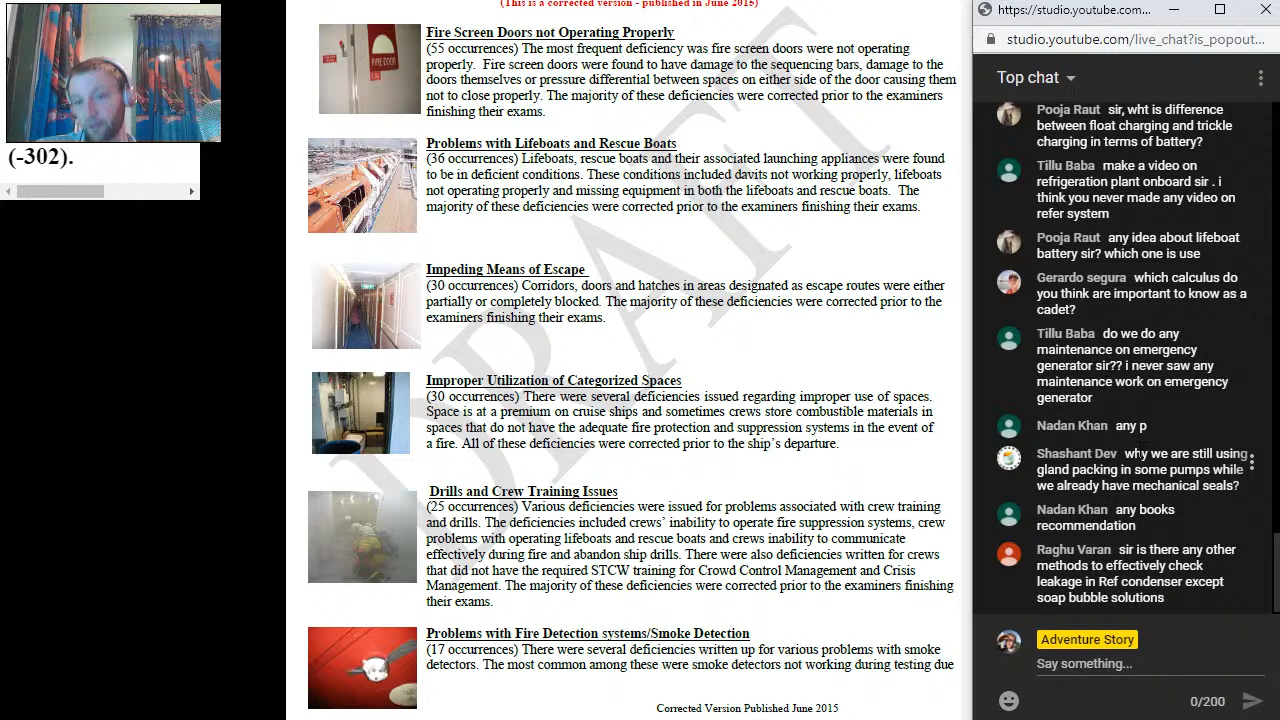 (This is a corrected version - published in June 2015)
Fire Screen Doors not Operating Properly
(55 occurrences) The most frequent deficiency was fire screen doors were not operating
properly. Fire screen doors were found to have damage to the sequencing bars, damage to the
doors themselves or pressure differential between spaces on either side of the door causing them
not to close properly. The majority of these deficiencies were corrected prior to the examiners
finishing their exams.
FIRE DOOR
Problems with Lifeboats and Rescue Boats
(36 occurrences) Lifeboats, rescue boats and their associated launching appliances were found
to be in deficient conditions. These conditions included davits not working properly, lifeboats
not operating properly and missing equipment in both the lifeboats and rescue boats. The
majority of these deficiencies were corrected prior to the examiners finishing their exams.
Impeding Means of Escape
(30 occurrences) Corridors, doors and hatches in areas designated as escape routes were either
partially or completely blocked. The majority of these deficiencies were corrected prior to the
examiners finishing their exams.
Improper Utilization of Categorized Spaces
(30 occurrences) There were several deficiencies issued regarding improper use of spaces.
Space is at a premium on cruise ships and sometimes crews store combustible materials in
spaces that do not have the adequate fire protection and suppression systems in the event of
a fire. All of these deficiencies were corrected prior to the ship's departure.
Drills and Crew Training Issues
(25 occurrences) Various deficiencies were issued for problems associated with crew training
and drills. The deficiencies included crews' inability to operate fire suppression systems, crew
problems with operating lifeboats and rescue boats and crews inability to communicate
effectively during fire and abandon ship drills. There were also deficiencies written for crews
that did not have the required STCW training for Crowd Control Management and Crisis
Management. The majority of these deficiencies were corrected prior to the examiners finishing
their exams.
Problems with Fire Detection systems/Smoke Detection
(17 occurrences) There were several deficiencies written up for various problems with smoke
detectors. The most common among these were smoke detectors not working during testing due
Corrected Version Published June 2015
DRAFT
(-302).
https://studio.youtube.com...
studio.youtube.com/live_chat?is_popout...
Top chat
Pooja Raut sir, wht is difference
between float charging and trickle
charging in terms of battery?
Tillu Baba make a video on
refrigeration plant onboard sir . i
think you never made any video on
refer system
Pooja Raut any idea about lifeboat
battery sir? which one is use
Gerardo segura which calculus do
you think are important to know as a
cadet?
Tillu Baba do we do any
maintenance on emergency
generator sir?? i never saw any
maintenance work on emergency
generator
Nadan Khan any p
Shashant Dev why we are still using
gland packing in some pumps while
we already have mechanical seals?
Nadan Khan any books
recommendation
Raghu Varan sir is there any other
methods to effectively check
leakage in Ref condenser except
soap bubble solutions
Adventure Story
Say something...
0/200